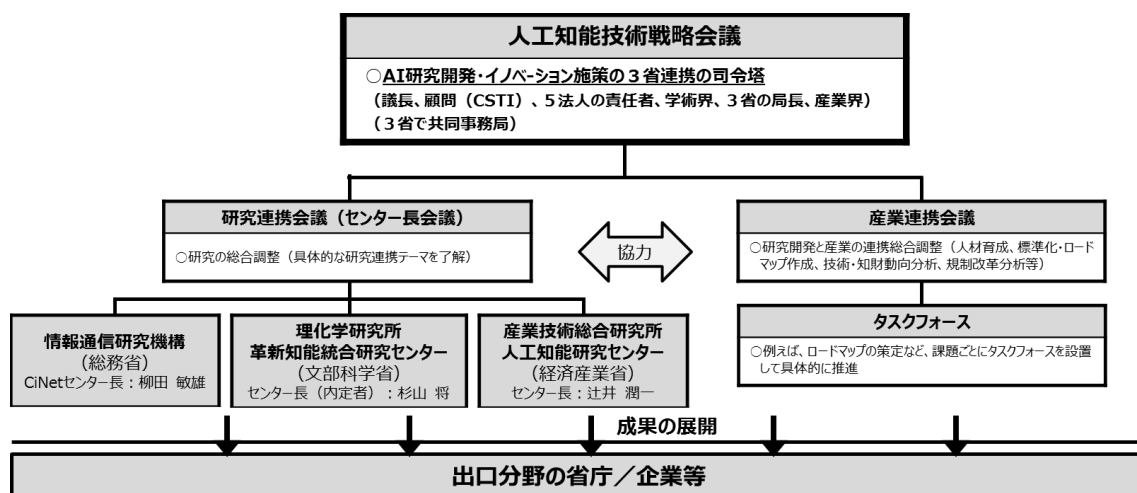 人工知能技術戦略会議
○AI研究開発・イノベーション施策の３省連携の司令塔
（議長、顧問（CSTI）、５法人の責任者、学術界、３省の局長、産業界）
（３省で共同事務局）
研究連携会議（センター長会議）
○研究の総合調整（具体的な研究連携テーマを了解）
協力
産業連携会議
○研究開発と産業の連携総合調整（人材育成、標準化・ロード
マップ作成、技術・知財動向分析、規制改革分析等）
情報通信研究機構
（総務省）
CiNetセンター長：柳田 敏雄
理化学研究所
革新知能統合研究センター
（文部科学省）
センター長（内定者）：杉山 将
産業技術総合研究所
人工知能研究センター
（経済産業省）
センター長：辻井 潤一
タスクフォース
○例えば、ロードマップの策定など、課題ごとにタスクフォースを設置
して具体的に推進
成果の展開
出口分野の省庁／企業等